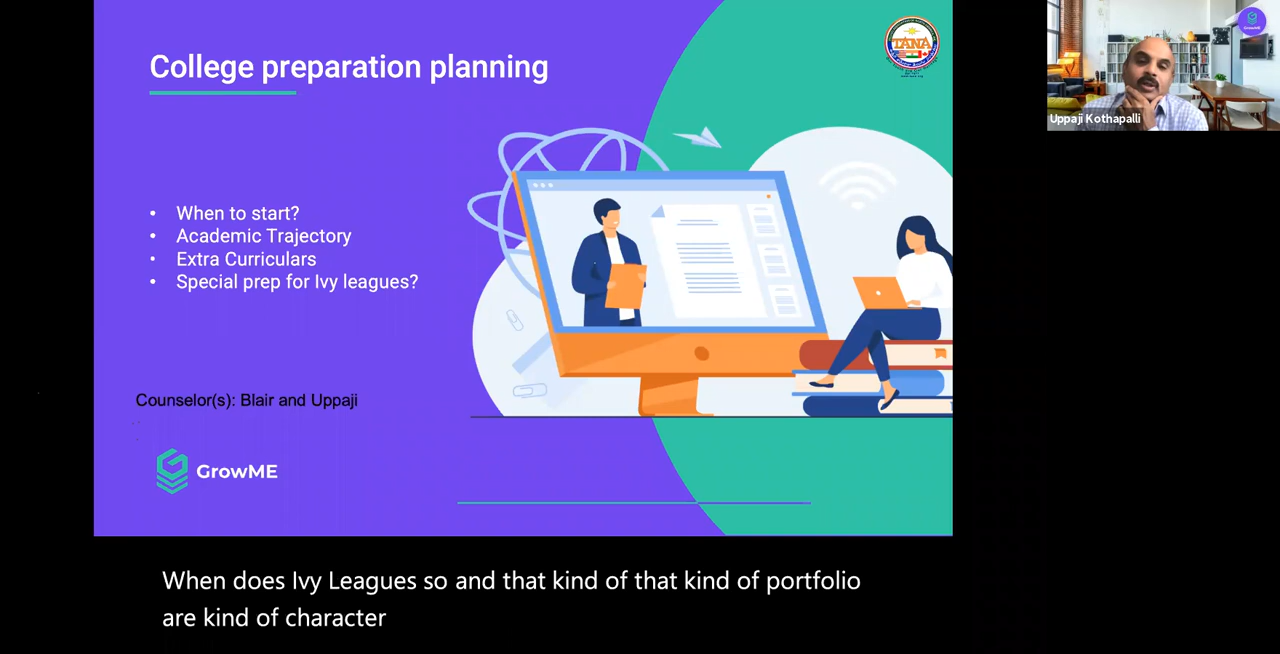 College preparation planning
TANA
Uppaji Kothapalli
• When to start?
• Academic Trajectory
• Extra Curriculars
• Special prep for Ivy leagues?
Counselor(s): Blair and Uppaji
GrowME
When does Ivy Leagues so and that kind of that kind of portfolio
are kind of character